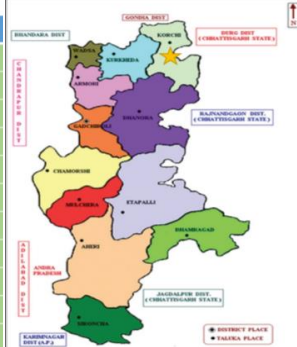 GONDIA DIST
N
BHANDARA DIST
KORCHI
DURG DIST
(CHHATTISGARH STATE)
WADSA
KURKHEDA
ARMORI
CHANDRAPUR DIST
DHANORA
RAJNANDGAON DIST.
(CHHATTISGARH STATE)
GADCHIROLI
CHAMORSHI
MULCHERA
ETAPALLI
BHAMRAGAD
AHERI
ADILABAD DIST
ANDHA
PRADESH
JAGDALPUR DIST.
(CHHATTISGARH STATE)
SIRONCHA
KARIMNAGAR
DIST (A.P.)
DISTRICT PLACE
TALUKA PLACE